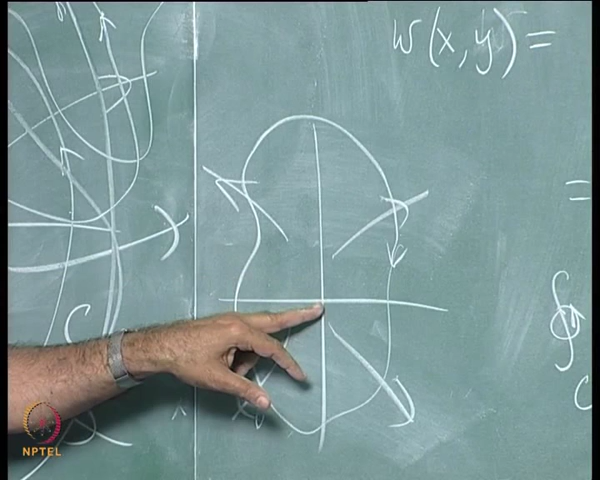 w(x,y) =
=
∮
C
C
NPTEL